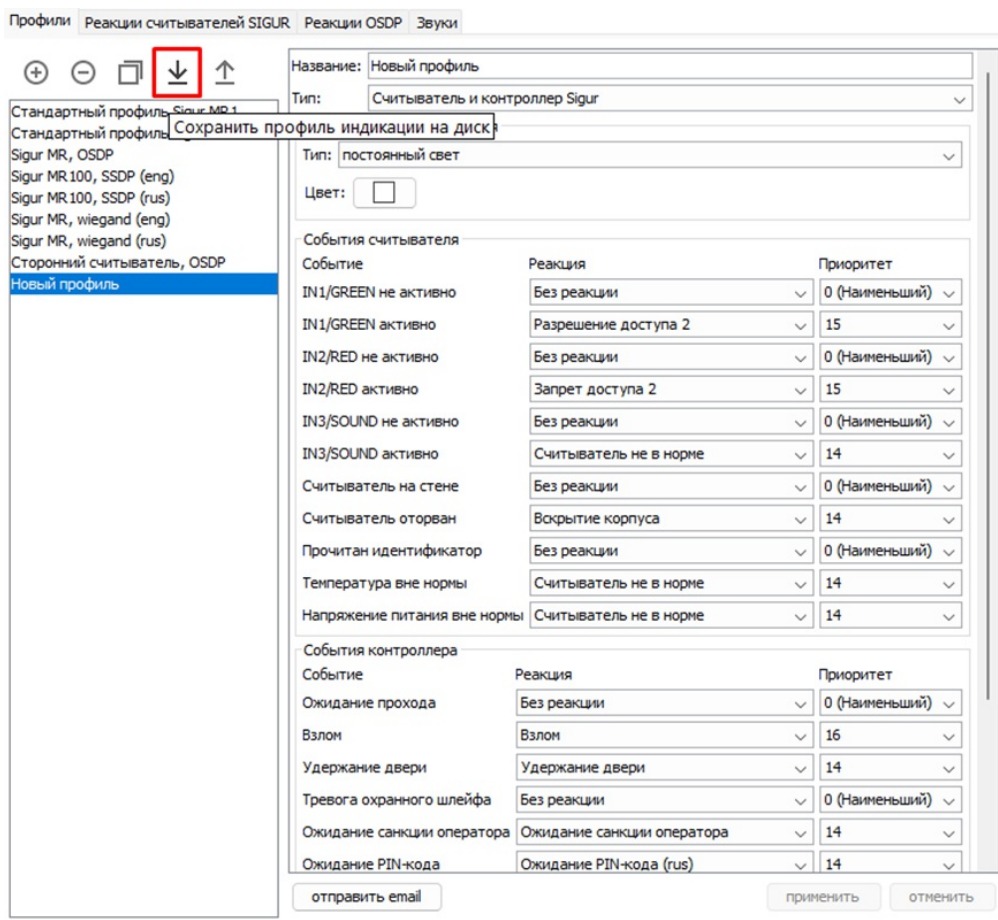 Профили Реакции считывателей SIGUR Реакции OSDP Звуки
Название: Новый профиль
Тип: Считыватель и контроллер Sigur
Стандартный профиль Sigur MR1
Стандартный профиль
Сохранить профиль индикации на диск
Sigur MR, OSDP
Sigur MR100, SSDP (eng)
Sigur MR100, SSDP (rus)
Sigur MR, wiegand (eng)
Sigur MR, wiegand (rus)
Сторонний считыватель, OSDP
Новый профиль
Тип: постоянный свет
Цвет:
События считывателя
Событие Реакция Приоритет
IN1/GREEN не активно Без реакции 0 (Наименьший)
IN1/GREEN активно Разрешение доступа 2 15
IN2/RED не активно Без реакции 0 (Наименьший)
IN2/RED активно Запрет доступа 2 15
IN3/SOUND не активно Без реакции 0 (Наименьший)
IN3/SOUND активно Считыватель не в норме 14
Считыватель на стене Без реакции 0 (Наименьший)
Считыватель оторван Вскрытие корпуса 14
Прочитан идентификатор Без реакции 0 (Наименьший)
Температура вне нормы Считыватель не в норме 14
Напряжение питания вне нормы Считыватель не в норме 14
События контроллера
Событие Реакция Приоритет
Ожидание прохода Без реакции 0 (Наименьший)
Взлом Взлом 16
Удержание двери Удержание двери 14
Тревога охранного шлейфа Без реакции 0 (Наименьший)
Ожидание санкции оператора Ожидание санкции оператора 14
Ожидание PIN-кода Ожидание PIN-кода (rus) 14
отправить email применить отменить